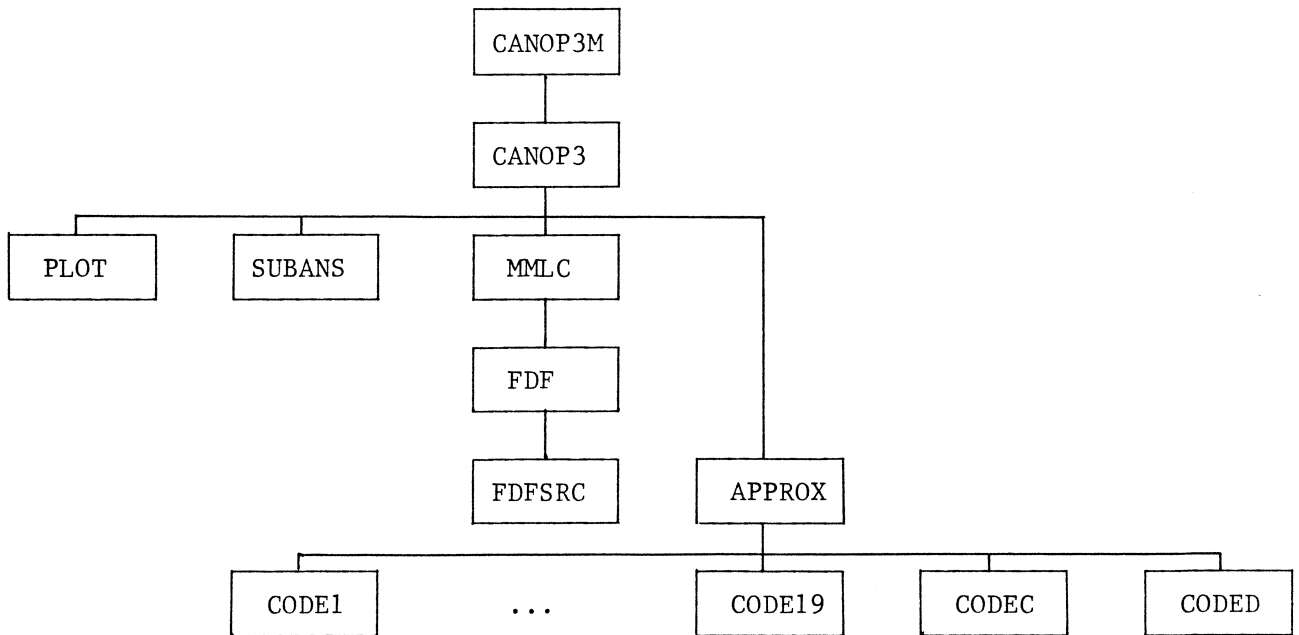 CANOP3M
CANOP3
PLOT SUBANS MMLC
FDF
FDFSRC APPROX
CODE1 ... CODE19 CODEC CODED